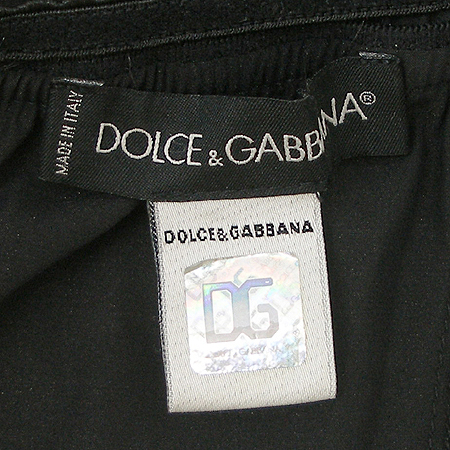 MADE IN ITALY
DOLCE & GABBANA®
DOLCE&GABBANA
DG